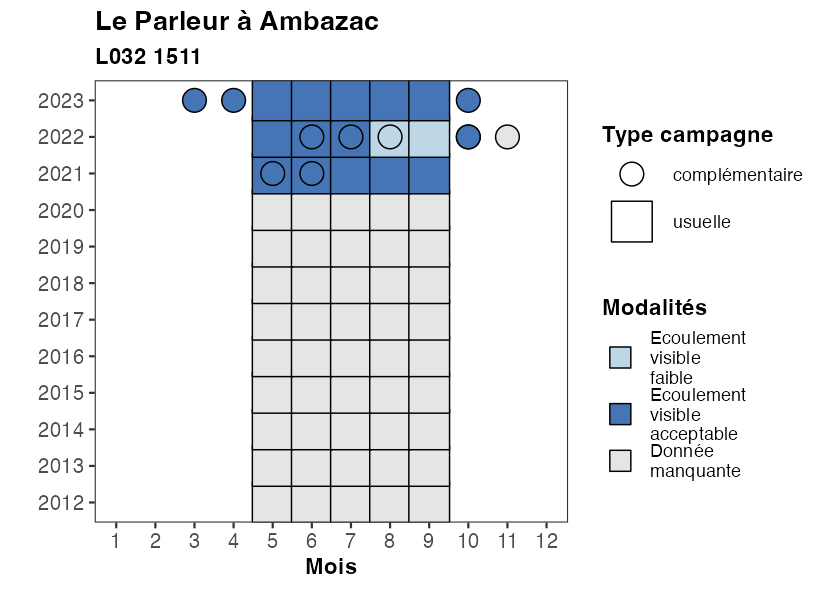 Le Parleur à Ambazac
L032 1511
2023
2022
2021
2020
2019
2018
2017
2016
2015
2014
2013
2012
1 2 3 4 5 6 7 8 9 10 11 12
Mois
Type campagne
complémentaire
usuelle
Modalités
Ecoulement
visible
faible
Ecoulement
visible
acceptable
Donnée
manquante